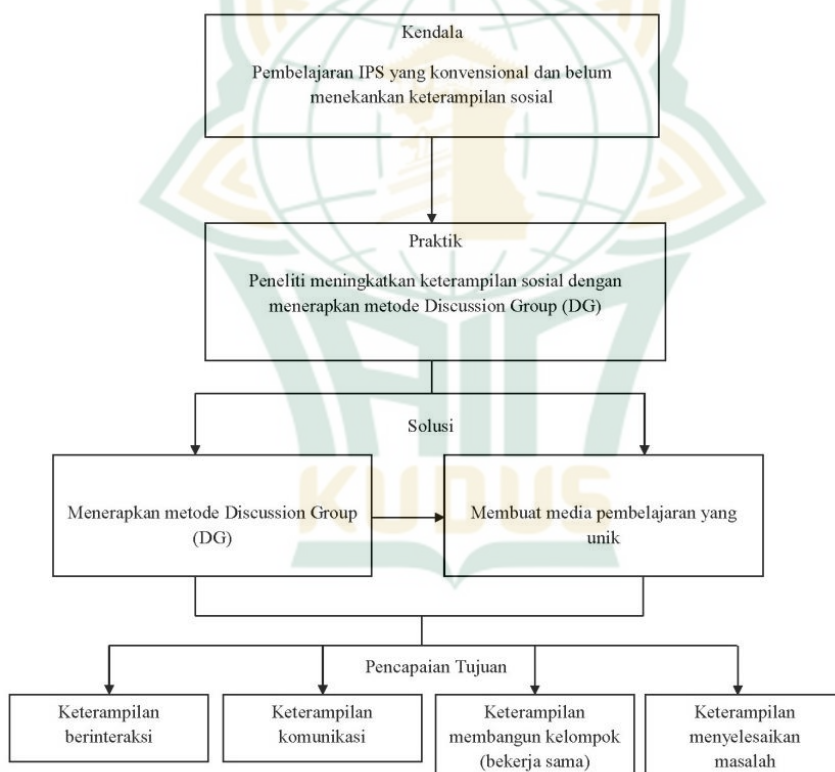 Kendala
Pembelajaran IPS yang konvensional dan belum
menekankan keterampilan sosial
Praktik
Peneliti meningkatkan keterampilan sosial dengan
menerapkan metode Discussion Group (DG)
Solusi
Menerapkan metode Discussion Group
(DG)
Membuat media pembelajaran yang
unik
KUDUS
Pencapaian Tujuan
Keterampilan
berinteraksi
Keterampilan
komunikasi
Keterampilan
membangun kelompok
(bekerja sama)
Keterampilan
menyelesaikan
masalah